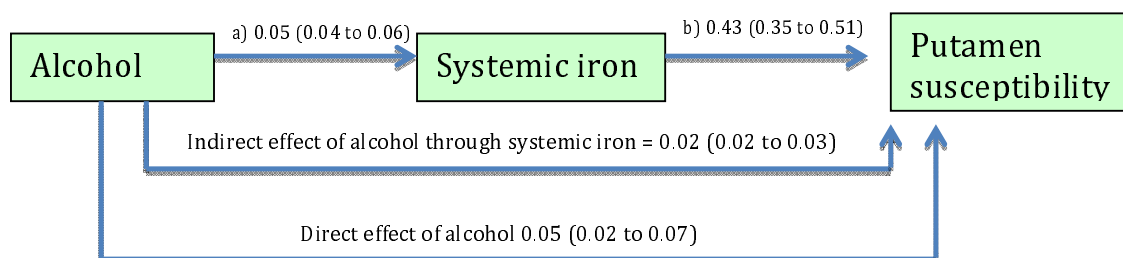 a) 0.05 (0.04 to 0.06)
b) 0.43 (0.35 to 0.51)
Alcohol
Systemic iron
Putamen
susceptibility
Indirect effect of alcohol through systemic iron = 0.02 (0.02 to 0.03)
Direct effect of alcohol 0.05 (0.02 to 0.07)